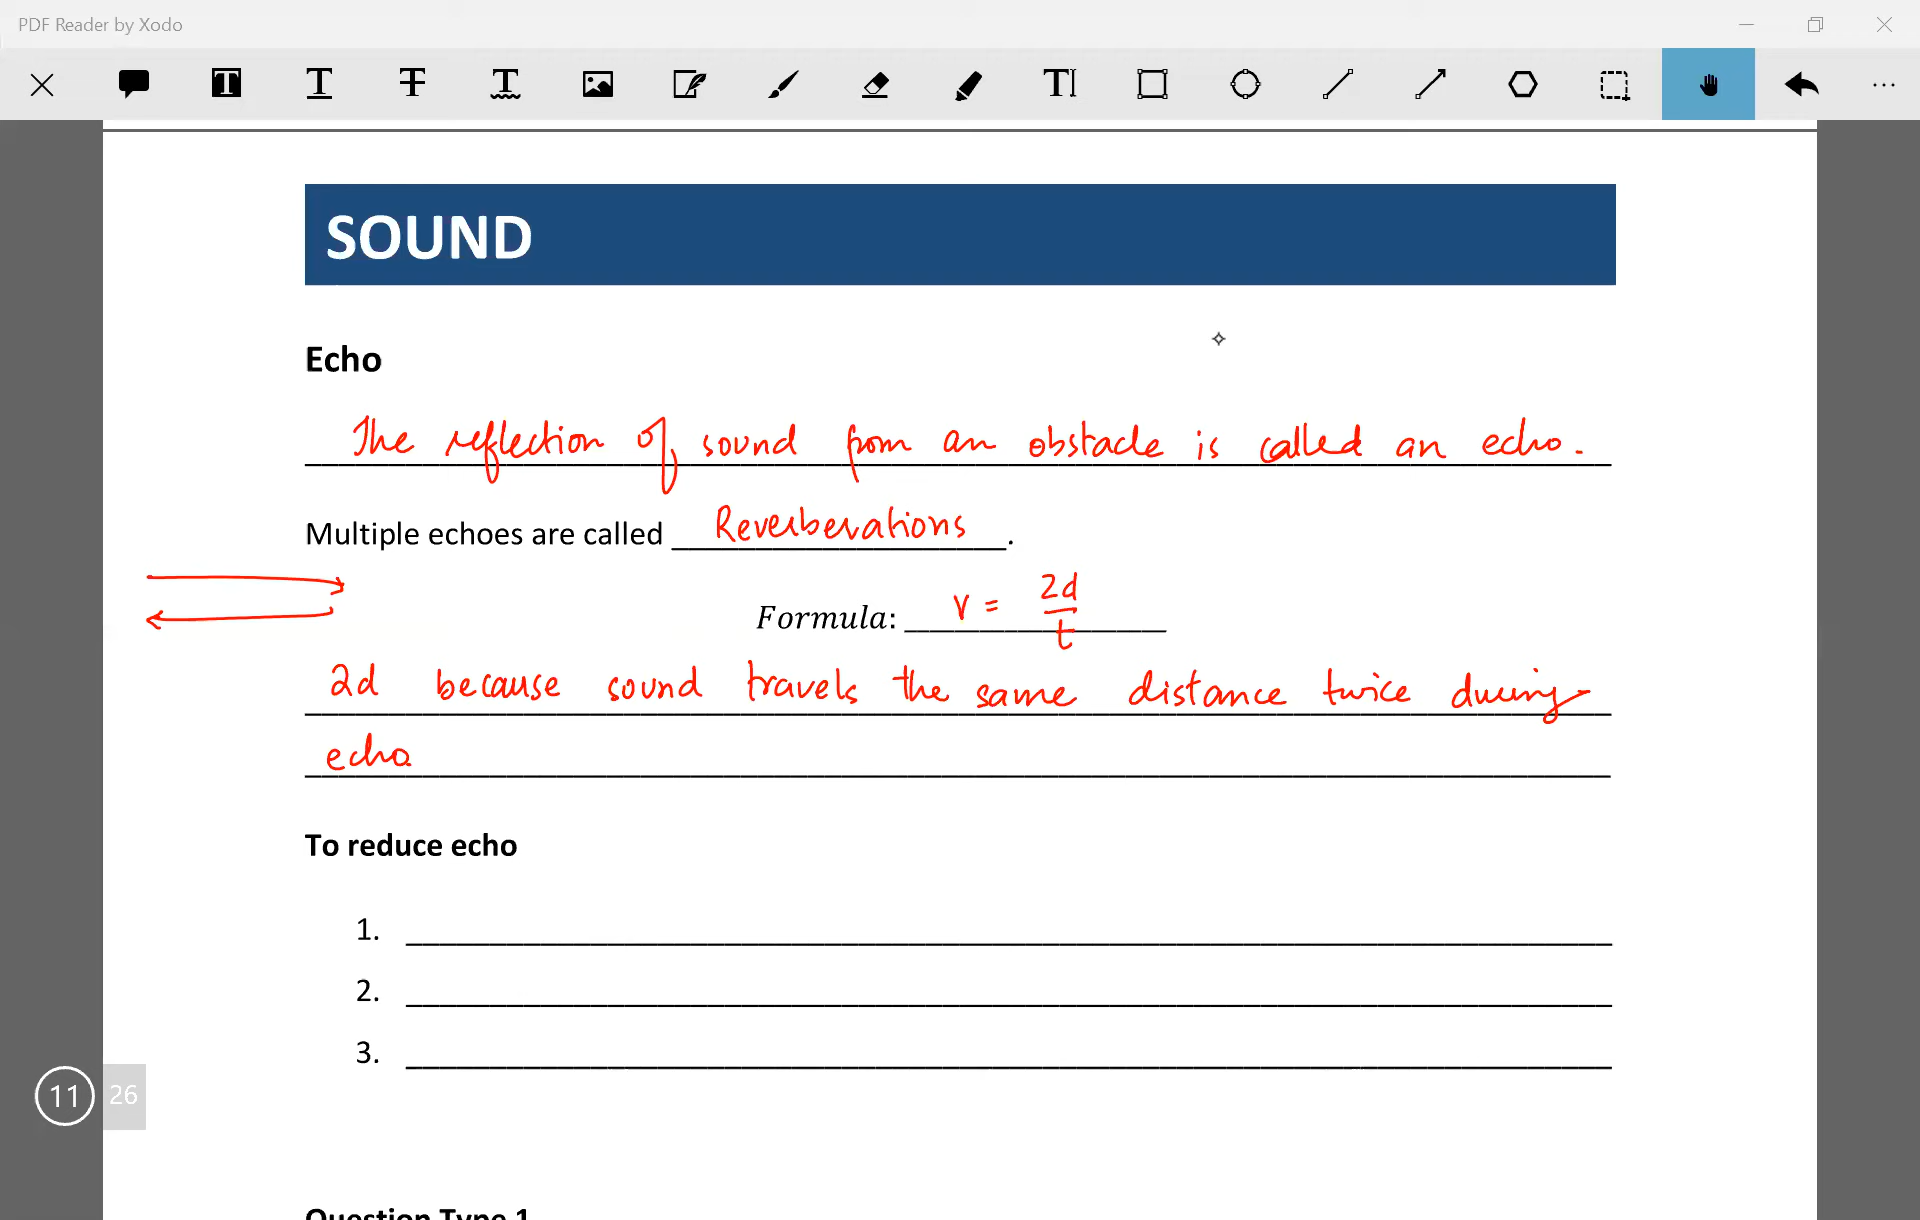 PDF Reader by Xodo
SOUND
Echo
The reflection of sound from an obstacle is called an echo.
Multiple echoes are called Reverberations.
Formula: v = 2d/t
2d because sound travels the same distance twice during
echo
To reduce echo
1.
2.
3.
11 26
Question Type 1